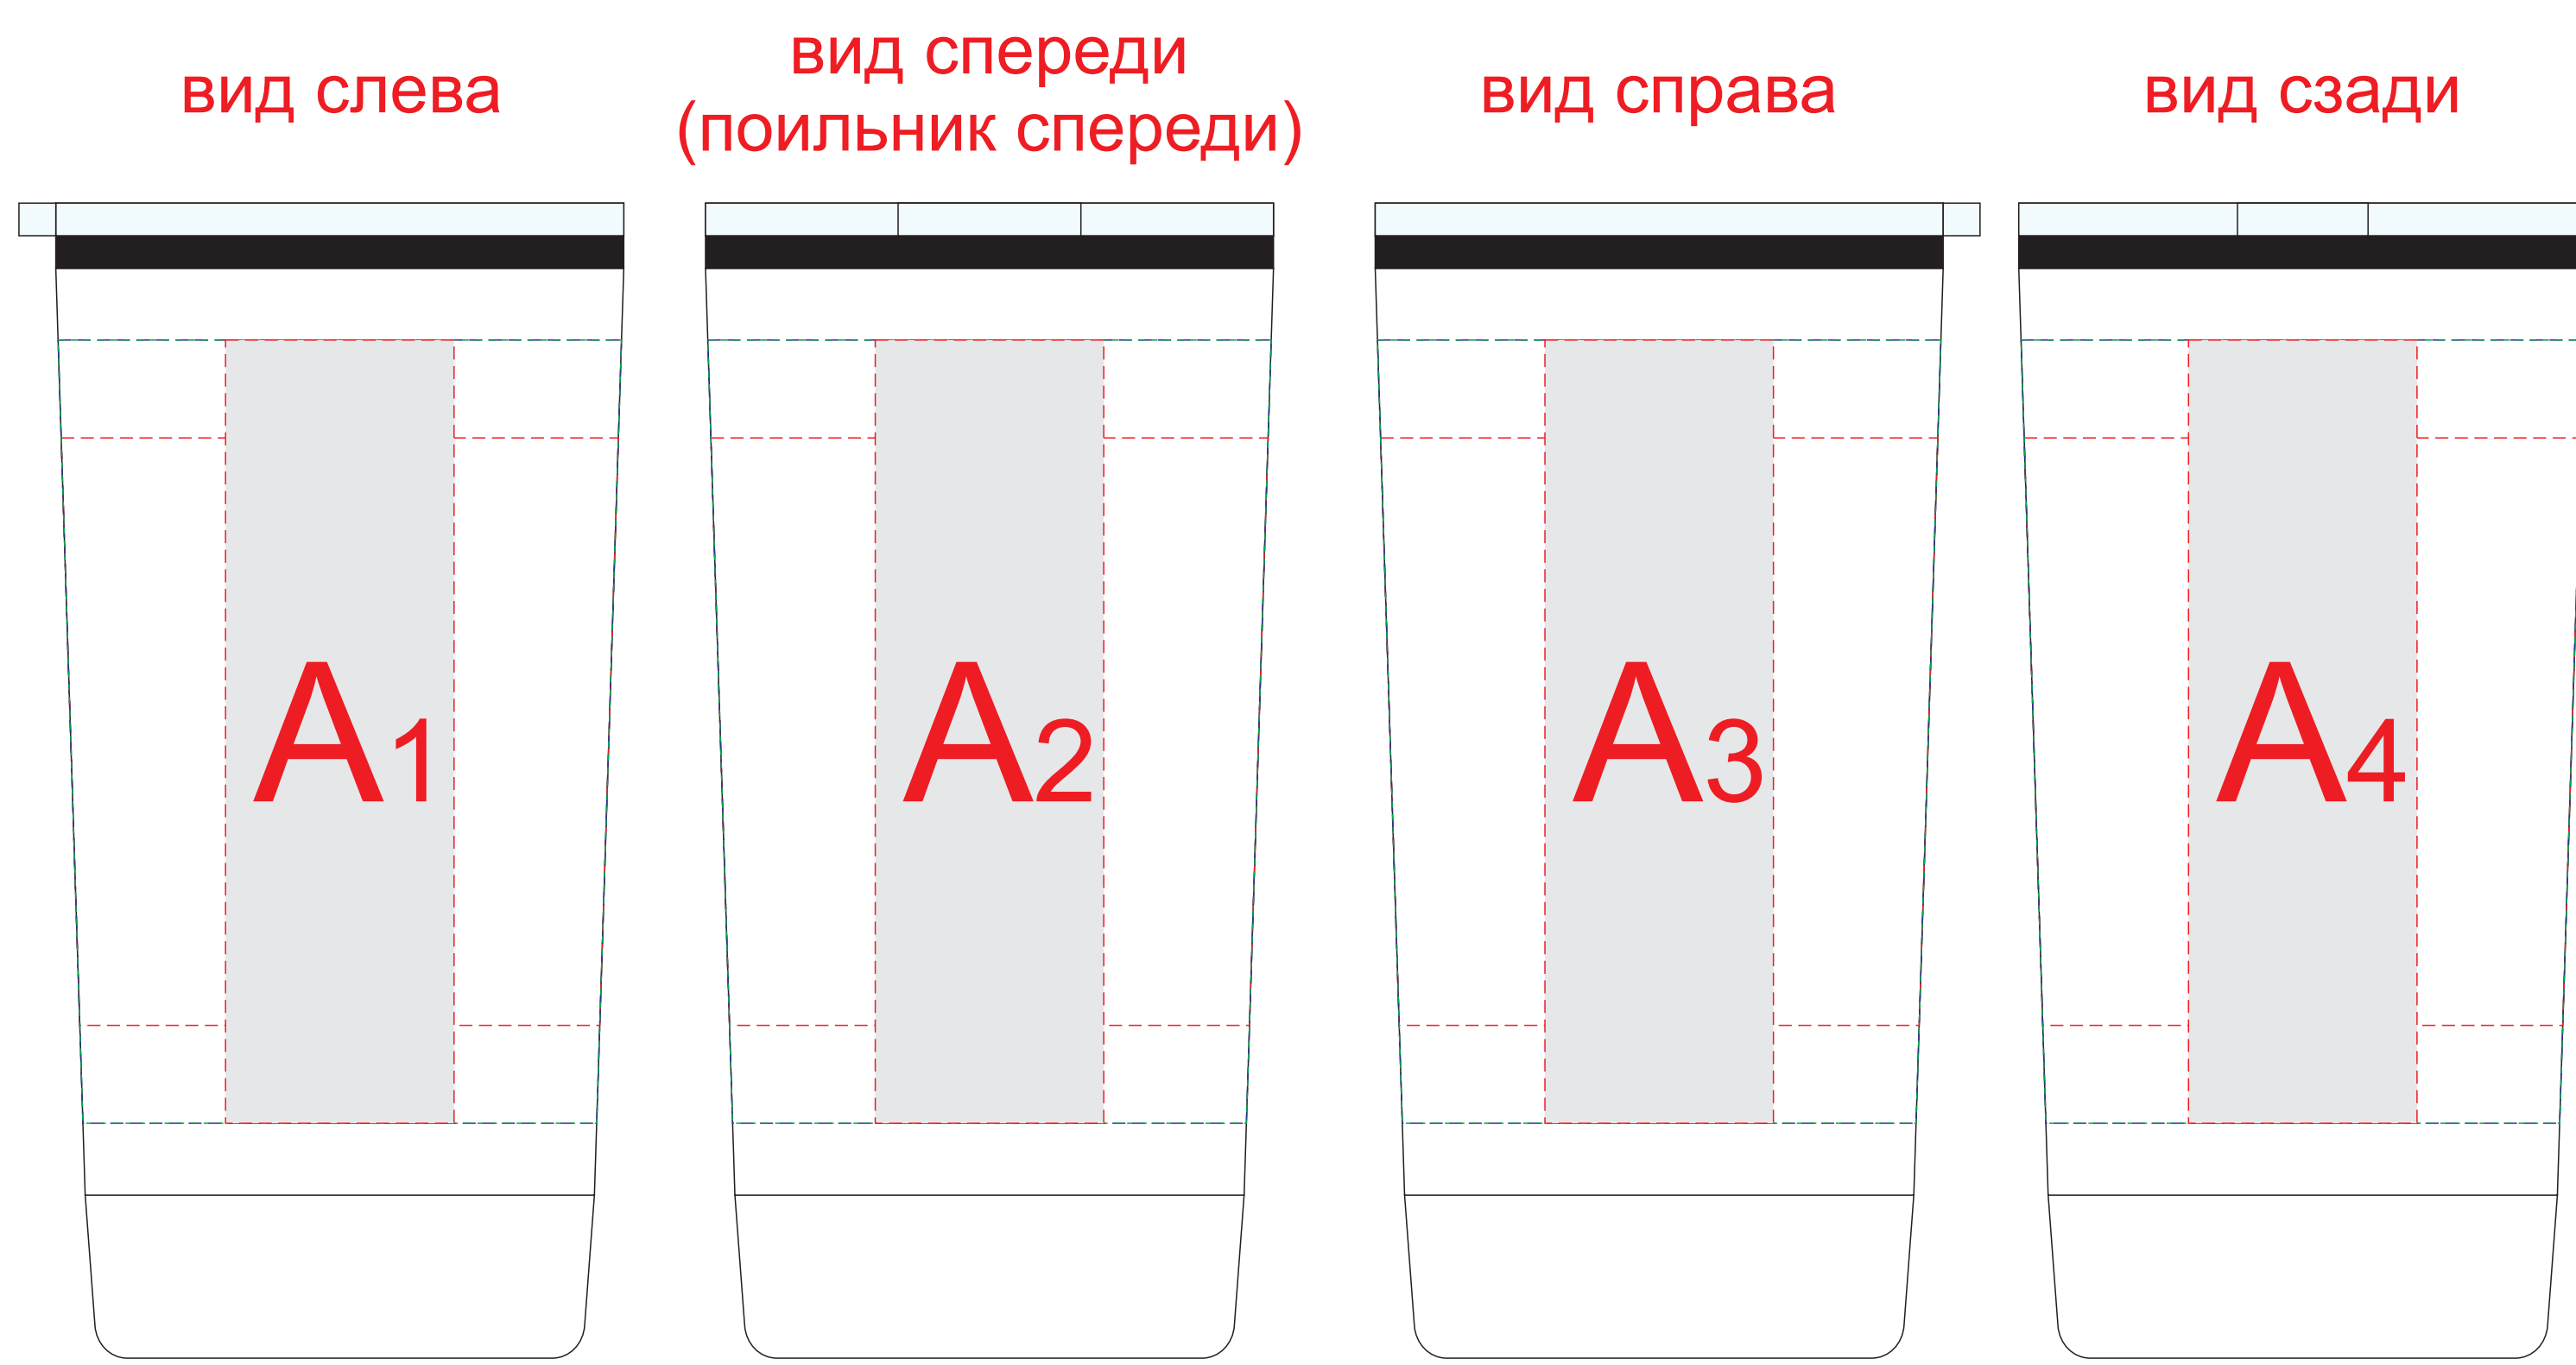 вид слева
вид спереди
(поильник спереди)
вид справа
вид сзади
A1
A2
A3
A4